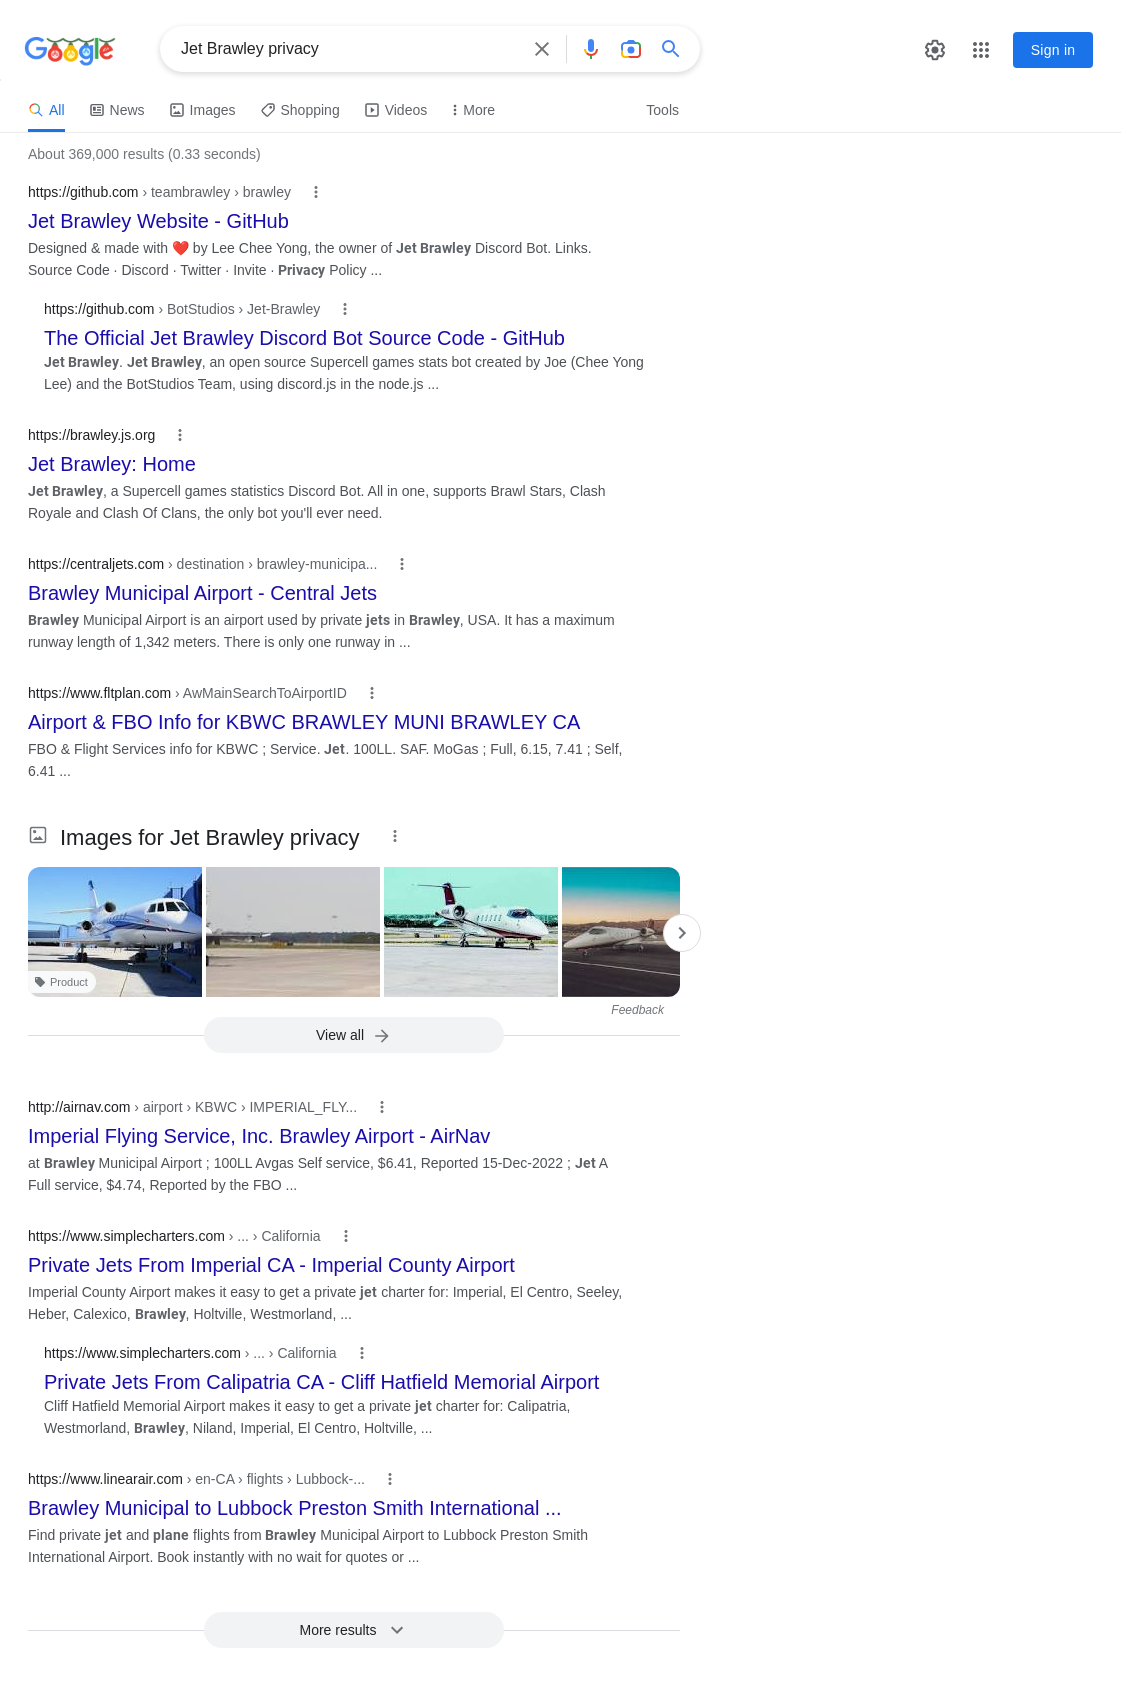 Google
Jet Brawley privacy
Sign in
All
News
Images
Shopping
Videos
More
Tools
About 369,000 results (0.33 seconds)
https://github.com › teambrawley › brawley
Jet Brawley Website - GitHub
Designed & made with ❤️ by Lee Chee Yong, the owner of Jet Brawley Discord Bot. Links.
Source Code · Discord · Twitter · Invite · Privacy Policy ...
https://github.com › BotStudios › Jet-Brawley
The Official Jet Brawley Discord Bot Source Code - GitHub
Jet Brawley. Jet Brawley, an open source Supercell games stats bot created by Joe (Chee Yong
Lee) and the BotStudios Team, using discord.js in the node.js ...
https://brawley.js.org
Jet Brawley: Home
Jet Brawley, a Supercell games statistics Discord Bot. All in one, supports Brawl Stars, Clash
Royale and Clash Of Clans, the only bot you'll ever need.
https://centraljets.com › destination › brawley-municipa...
Brawley Municipal Airport - Central Jets
Brawley Municipal Airport is an airport used by private jets in Brawley, USA. It has a maximum
runway length of 1,342 meters. There is only one runway in ...
https://www.fltplan.com › AwMainSearchToAirportID
Airport & FBO Info for KBWC BRAWLEY MUNI BRAWLEY CA
FBO & Flight Services info for KBWC ; Service. Jet. 100LL. SAF. MoGas ; Full, 6.15, 7.41 ; Self,
6.41 ...
Images for Jet Brawley privacy
Product
Feedback
View all
http://airnav.com › airport › KBWC › IMPERIAL_FLY...
Imperial Flying Service, Inc. Brawley Airport - AirNav
at Brawley Municipal Airport ; 100LL Avgas Self service, $6.41, Reported 15-Dec-2022 ; Jet A
Full service, $4.74, Reported by the FBO ...
https://www.simplecharters.com › ... › California
Private Jets From Imperial CA - Imperial County Airport
Imperial County Airport makes it easy to get a private jet charter for: Imperial, El Centro, Seeley,
Heber, Calexico, Brawley, Holtville, Westmorland, ...
https://www.simplecharters.com › ... › California
Private Jets From Calipatria CA - Cliff Hatfield Memorial Airport
Cliff Hatfield Memorial Airport makes it easy to get a private jet charter for: Calipatria,
Westmorland, Brawley, Niland, Imperial, El Centro, Holtville, ...
https://www.linearair.com › en-CA › flights › Lubbock-...
Brawley Municipal to Lubbock Preston Smith International ...
Find private jet and plane flights from Brawley Municipal Airport to Lubbock Preston Smith
International Airport. Book instantly with no wait for quotes or ...
More results